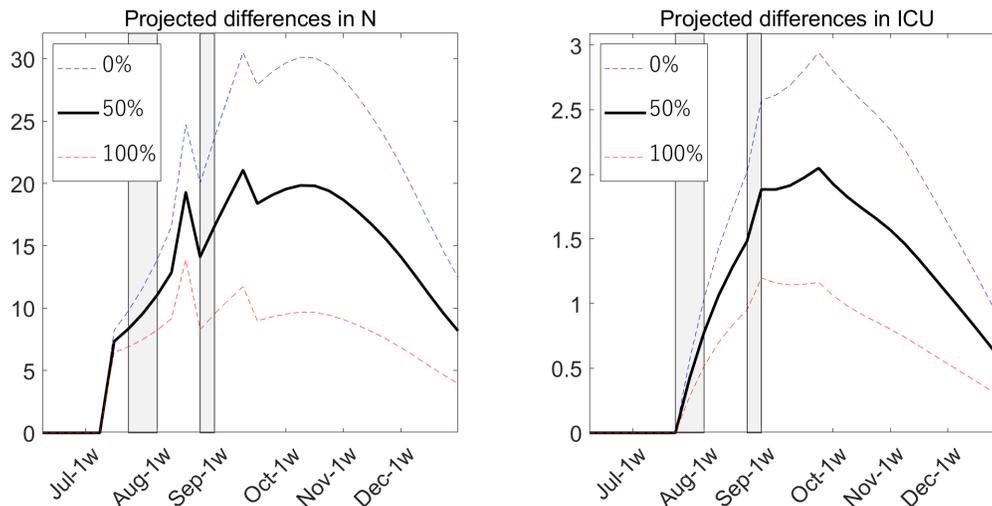 Projected differences in N
30
25
20
15
10
5
0
0%
50%
100%
Jul-1w
Aug-1w
Sep-1w
Oct-1w
Nov-1w
Dec-1w
Projected differences in ICU
3
2.5
2
1.5
1
0.5
0
0%
50%
100%
Jul-1w
Aug-1w
Sep-1w
Oct-1w
Nov-1w
Dec-1w